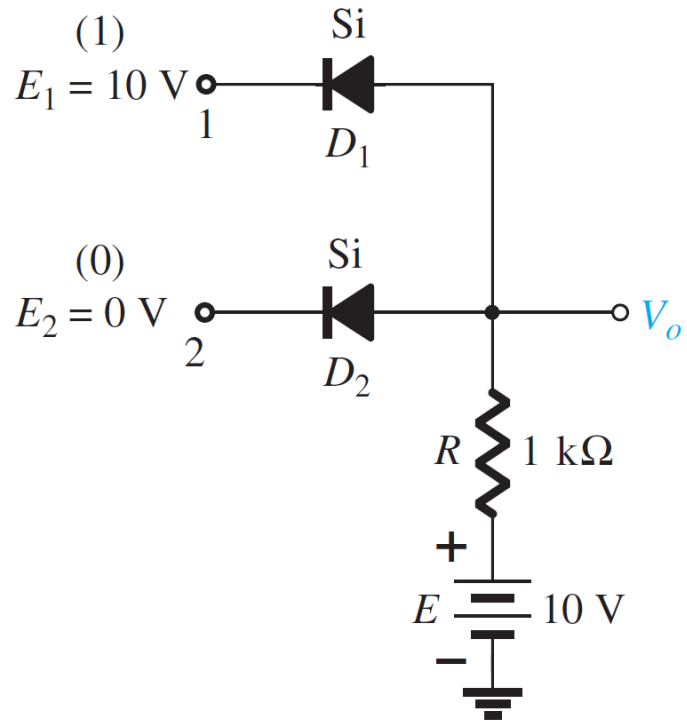 (1)
Si
E₁ = 10 V
1
D₁
(0)
Si
E₂ = 0 V
2
D₂
Vₒ
R
1 kΩ
+
E
10 V
−